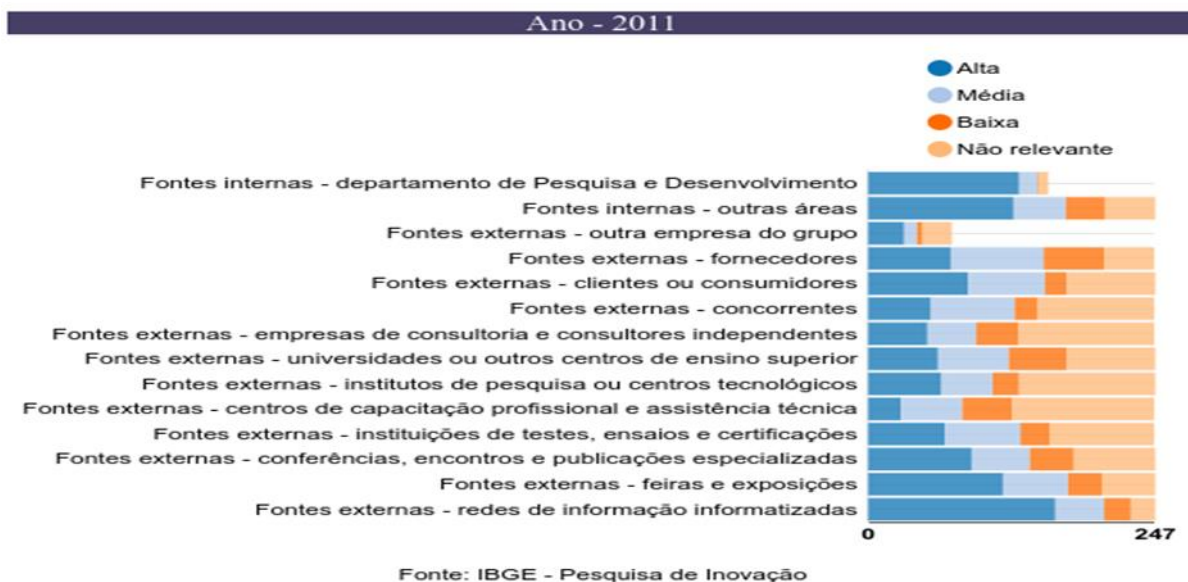 Ano - 2011
Alta
Média
Baixa
Não relevante
Fontes internas - departamento de Pesquisa e Desenvolvimento
Fontes internas - outras áreas
Fontes externas - outra empresa do grupo
Fontes externas - fornecedores
Fontes externas - clientes ou consumidores
Fontes externas - concorrentes
Fontes externas - empresas de consultoria e consultores independentes
Fontes externas - universidades ou outros centros de ensino superior
Fontes externas - institutos de pesquisa ou centros tecnológicos
Fontes externas - centros de capacitação profissional e assistência técnica
Fontes externas - instituições de testes, ensaios e certificações
Fontes externas - conferências, encontros e publicações especializadas
Fontes externas - feiras e exposições
Fontes externas - redes de informação informatizadas
0 247
Fonte: IBGE - Pesquisa de Inovação